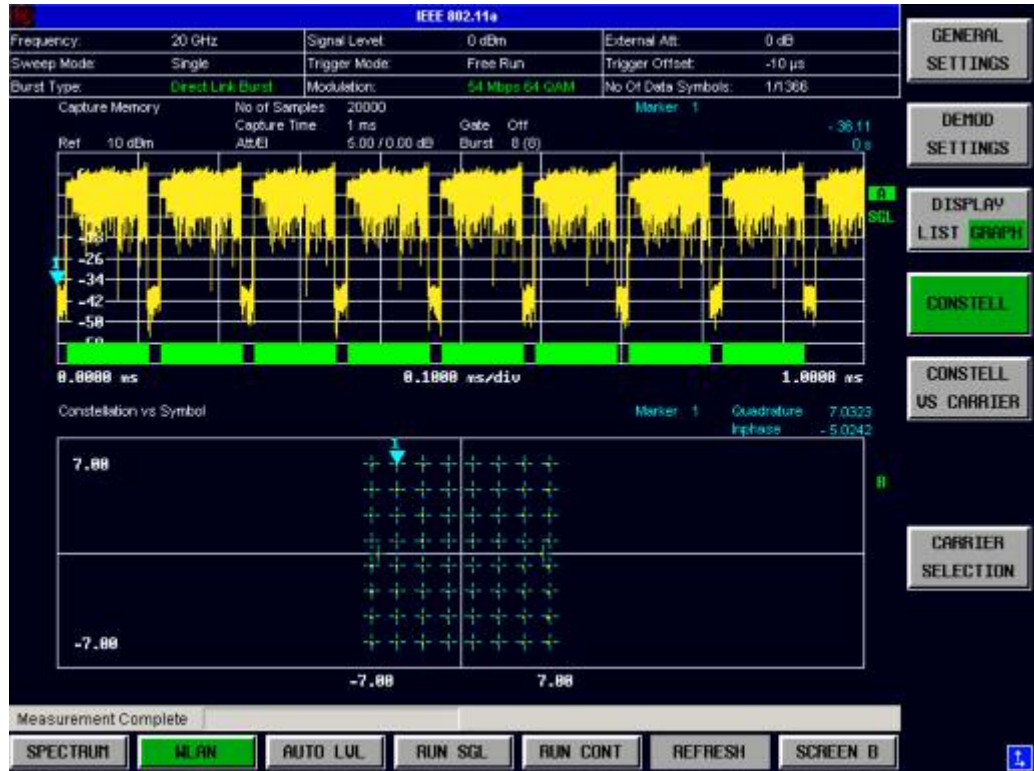 IEEE 802.11a
Frequency: 20 GHz Signal Level: 0 dBm External Att: 0 dB
Sweep Mode: Single Trigger Mode: Free Run Trigger Offset: -10 µs
Burst Type: Direct Link Burst Modulation: 54 Mbps 64 QAM No Of Data Symbols: 1/1366
Capture Memory No of Samples 20000 Marker 1
Capture Time 1 ms Gate Off - 36.11
Ref 10 dBm Att/El 5.00 / 0.00 dB Burst 8 (8) 0 s
A
SGL
-18
-26
1
-34
-42
-50
0.0000 ms 0.1000 ms/div 1.0000 ms
Constellation vs Symbol Marker 1 Quadrature 7.0323
Inphase - 5.0242
1
7.00
-7.00
-7.00 7.00
Measurement Complete
SPECTRUM WLAN AUTO LVL RUN SGL RUN CONT REFRESH SCREEN B
GENERAL
SETTINGS
DEMOD
SETTINGS
DISPLAY
LIST GRAPH
CONSTELL
CONSTELL
VS CARRIER
CARRIER
SELECTION